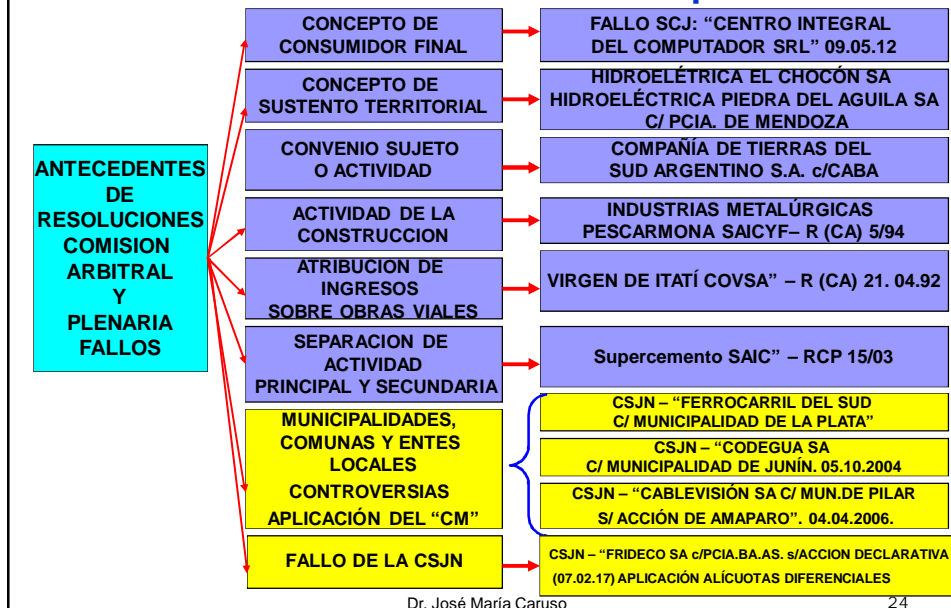 ANTECEDENTES
DE
RESOLUCIONES
COMISION
ARBITRAL
Y
PLENARIA
FALLOS
CONCEPTO DE
CONSUMIDOR FINAL
FALLO SCJ: “CENTRO INTEGRAL
DEL COMPUTADOR SRL” 09.05.12
CONCEPTO DE
SUSTENTO TERRITORIAL
HIDROELÉTRICA EL CHOCÓN SA
HIDROELÉCTRICA PIEDRA DEL AGUILA SA
C/ PCIA. DE MENDOZA
CONVENIO SUJETO
O ACTIVIDAD
COMPAÑÍA DE TIERRAS DEL
SUD ARGENTINO S.A. c/CABA
ACTIVIDAD DE LA
CONSTRUCCION
INDUSTRIAS METALÚRGICAS
PESCARMONA SAICYF– R (CA) 5/94
ATRIBUCION DE
INGRESOS
SOBRE OBRAS VIALES
VIRGEN DE ITATÍ COVSA” – R (CA) 21. 04.92
SEPARACION DE
ACTIVIDAD
PRINCIPAL Y SECUNDARIA
Supercemento SAIC” – RCP 15/03
MUNICIPALIDADES,
COMUNAS Y ENTES
LOCALES
CONTROVERSIAS
APLICACIÓN DEL “CM”
CSJN – “FERROCARRIL DEL SUD
C/ MUNICIPALIDAD DE LA PLATA”
CSJN – “CODEGUA SA
C/ MUNICIPALIDAD DE JUNÍN. 05.10.2004
CSJN – “CABLEVISIÓN SA C/ MUN.DE PILAR
S/ ACCIÓN DE AMAPARO”. 04.04.2006.
FALLO DE LA CSJN
CSJN – “FRIDECO SA c/PCIA.BA.AS. s/ACCION DECLARATIVA
(07.02.17) APLICACIÓN ALÍCUOTAS DIFERENCIALES
Dr. José María Caruso
24